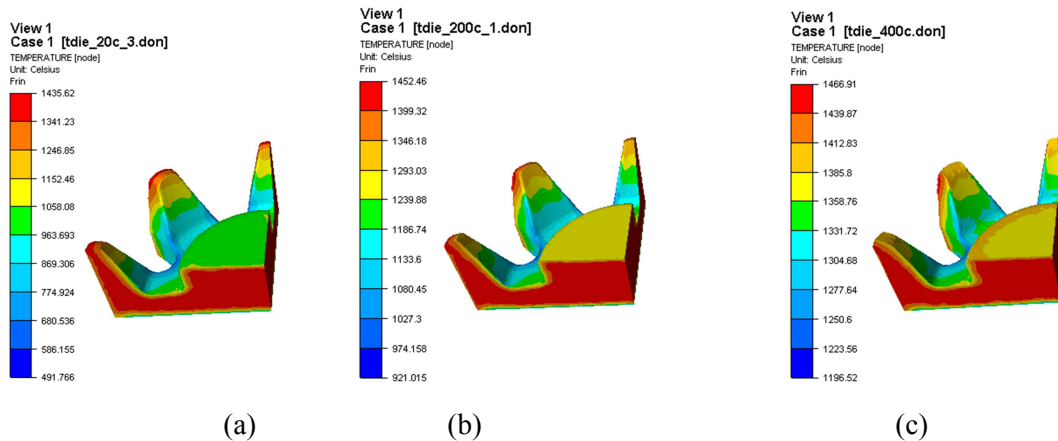 View 1
Case 1 [tdie_20c_3.don]
TEMPERATURE [node]
Unit: Celsius
Frin
1435.62
1341.23
1246.85
1152.46
1058.08
963.693
869.306
774.924
680.536
586.155
491.766
(a)
View 1
Case 1 [tdie_200c_1.don]
TEMPERATURE [node]
Unit: Celsius
Frin
1452.46
1399.32
1346.18
1293.03
1239.88
1186.74
1133.6
1080.45
1027.3
974.158
921.015
(b)
View 1
Case 1 [tdie_400c.don]
TEMPERATURE [node]
Unit: Celsius
Frin
1466.91
1439.87
1412.83
1385.8
1358.76
1331.72
1304.68
1277.64
1250.6
1223.56
1196.52
(c)